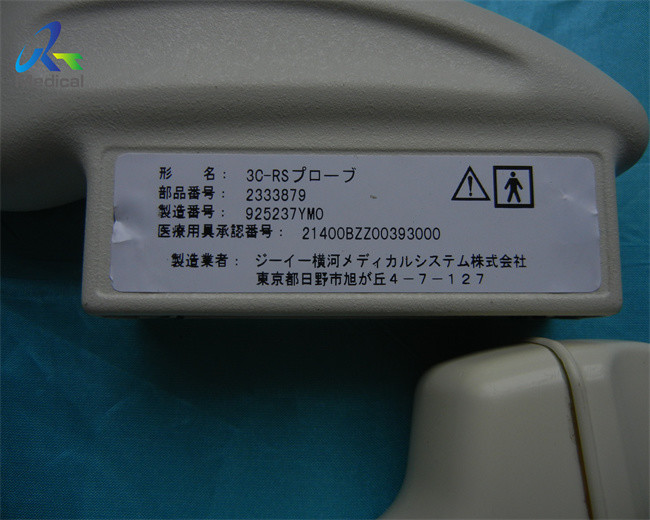 Medical
形　名： 3C-RSプローブ
部品番号： 2333879
製造番号： 925237YM0
医療用具承認番号： 21400BZZ00393000
製造業者： ジーイー横河メディカルシステム株式会社
東京都日野市旭が丘４－７－１２７